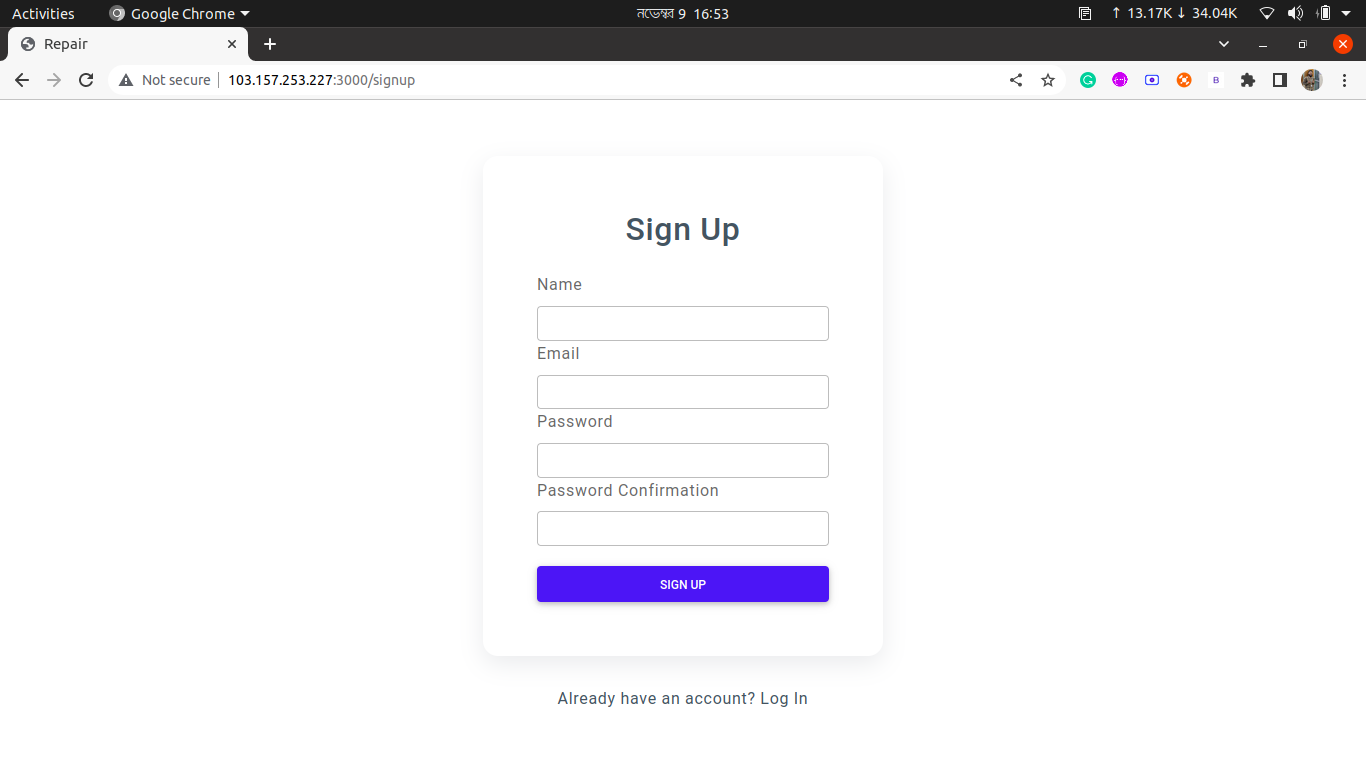 Activities Google Chrome নভেম্বর 9 16:53 ↑ 13.17K ↓ 34.04K
Repair
Not secure 103.157.253.227:3000/signup B
Sign Up
Name
Email
Password
Password Confirmation
SIGN UP
Already have an account? Log In